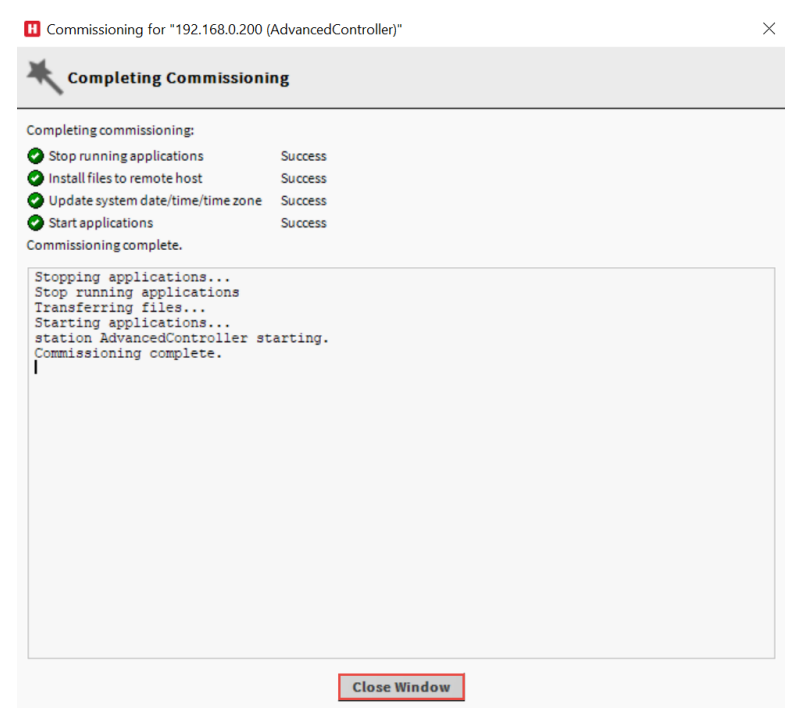 H Commissioning for "192.168.0.200 (AdvancedController)"
Completing Commissioning
Completing commissioning:
Stop running applications Success
Install files to remote host Success
Update system date/time/time zone Success
Start applications Success
Commissioning complete.
Stopping applications...
Stop running applications
Transferring files...
Starting applications...
station AdvancedController starting.
Commissioning complete.
Close Window